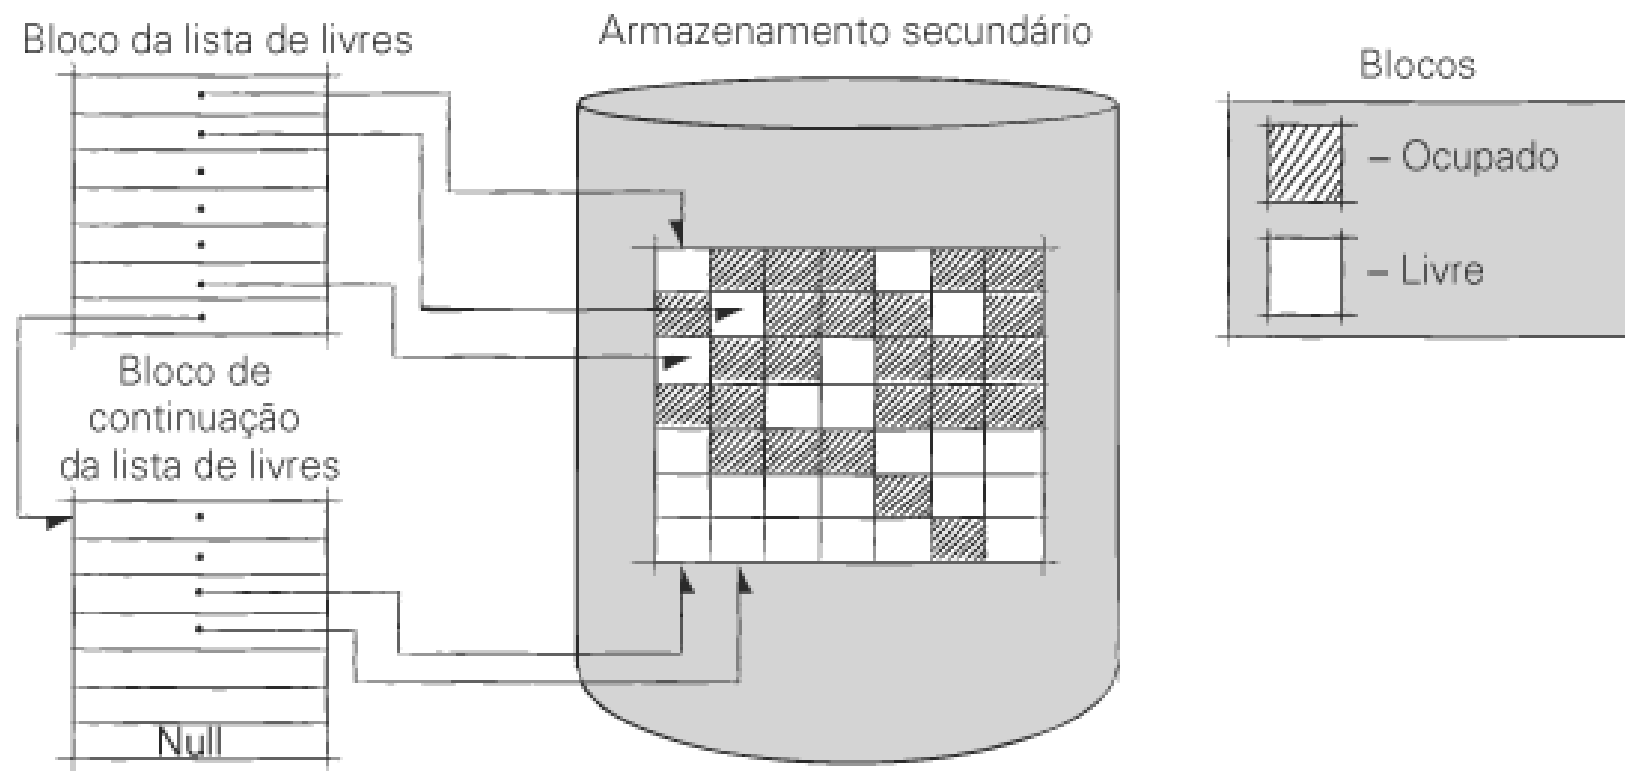 Bloco da lista de livres
Armazenamento secundário
Blocos
– Ocupado
– Livre
Bloco de
continuação
da lista de livres
Null